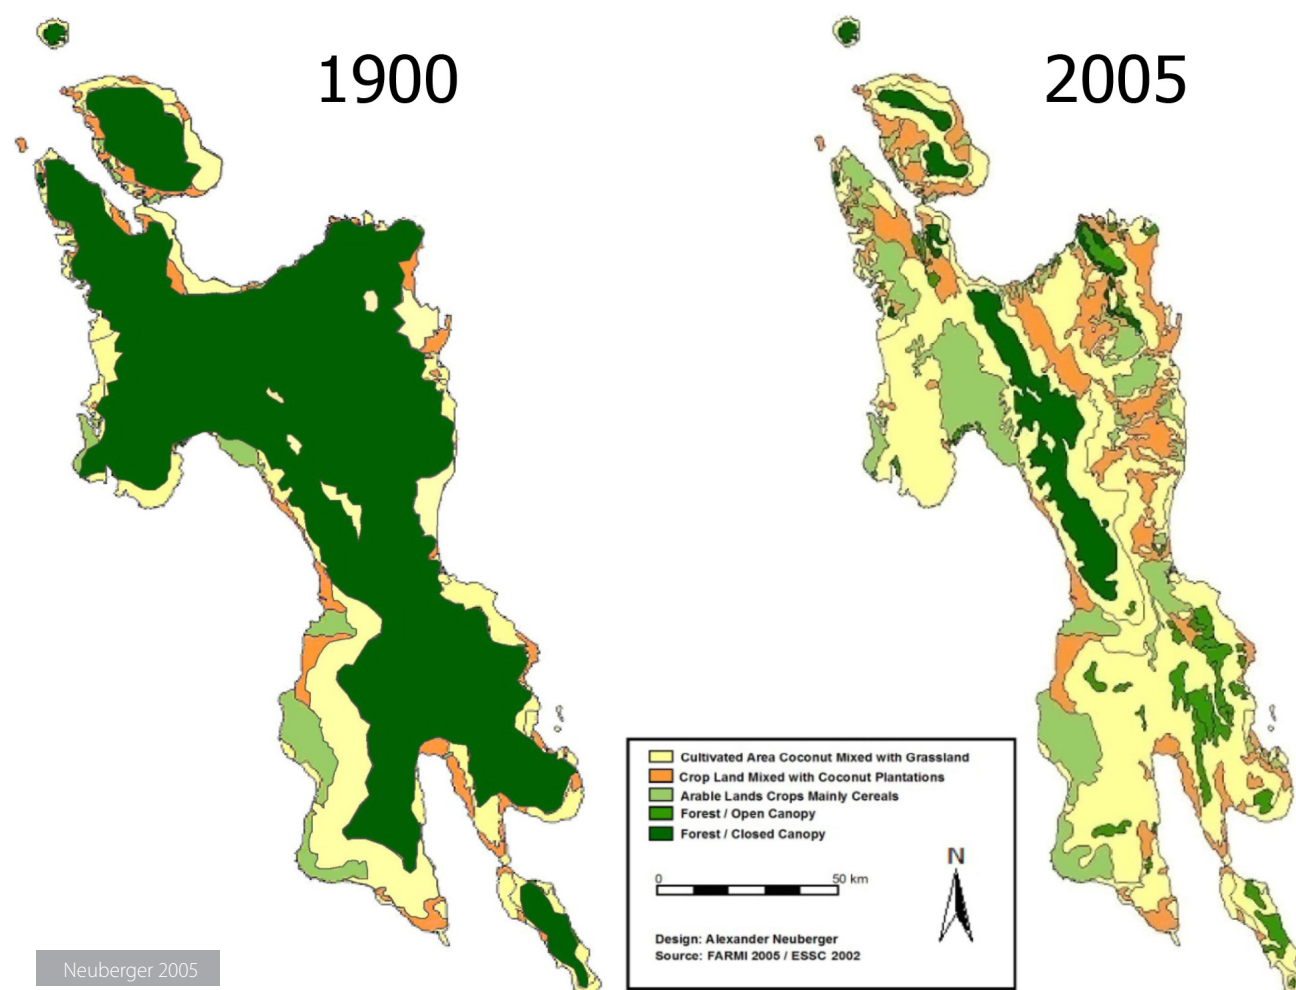 1900
2005
Cultivated Area Coconut Mixed with Grassland
Crop Land Mixed with Coconut Plantations
Arable Lands Crops Mainly Cereals
Forest / Open Canopy
Forest / Closed Canopy
N
0 50 km
Design: Alexander Neuberger
Source: FARMI 2005 / ESSC 2002
Neuberger 2005